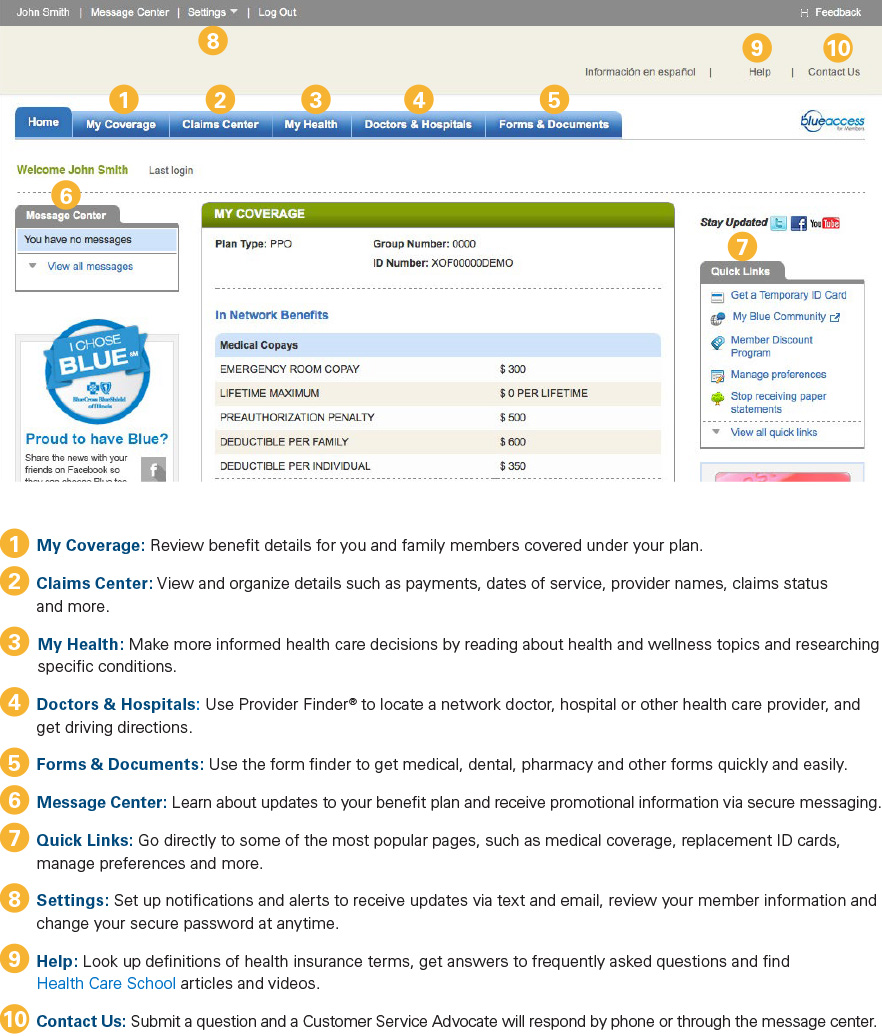 John Smith | Message Center | Settings | Log Out
[-] Feedback
8
9
10
Información en español | Help | Contact Us
1
2
3
4
5
Home
My Coverage
Claims Center
My Health
Doctors & Hospitals
Forms & Documents
blueaccess
for Members
Welcome John Smith Last login
6
Message Center
You have no messages
View all messages
I CHOSE
BLUE SM
BlueCross BlueShield
of Illinois
Proud to have Blue?
Share the news with your
friends on Facebook so
they can choose Blue too.
f
MY COVERAGE
Plan Type: PPO Group Number: 0000
ID Number: XOF00000DEMO
In Network Benefits
Medical Copays
EMERGENCY ROOM COPAY $ 300
LIFETIME MAXIMUM $ 0 PER LIFETIME
PREAUTHORIZATION PENALTY $ 500
DEDUCTIBLE PER FAMILY $ 600
DEDUCTIBLE PER INDIVIDUAL $ 350
Stay Updated t f YouTube
7
Quick Links
Get a Temporary ID Card
My Blue Community
Member Discount
Program
Manage preferences
Stop receiving paper
statements
View all quick links
1 My Coverage: Review benefit details for you and family members covered under your plan.
2 Claims Center: View and organize details such as payments, dates of service, provider names, claims status
and more.
3 My Health: Make more informed health care decisions by reading about health and wellness topics and researching
specific conditions.
4 Doctors & Hospitals: Use Provider Finder® to locate a network doctor, hospital or other health care provider, and
get driving directions.
5 Forms & Documents: Use the form finder to get medical, dental, pharmacy and other forms quickly and easily.
6 Message Center: Learn about updates to your benefit plan and receive promotional information via secure messaging.
7 Quick Links: Go directly to some of the most popular pages, such as medical coverage, replacement ID cards,
manage preferences and more.
8 Settings: Set up notifications and alerts to receive updates via text and email, review your member information and
change your secure password at anytime.
9 Help: Look up definitions of health insurance terms, get answers to frequently asked questions and find
Health Care School articles and videos.
10 Contact Us: Submit a question and a Customer Service Advocate will respond by phone or through the message center.